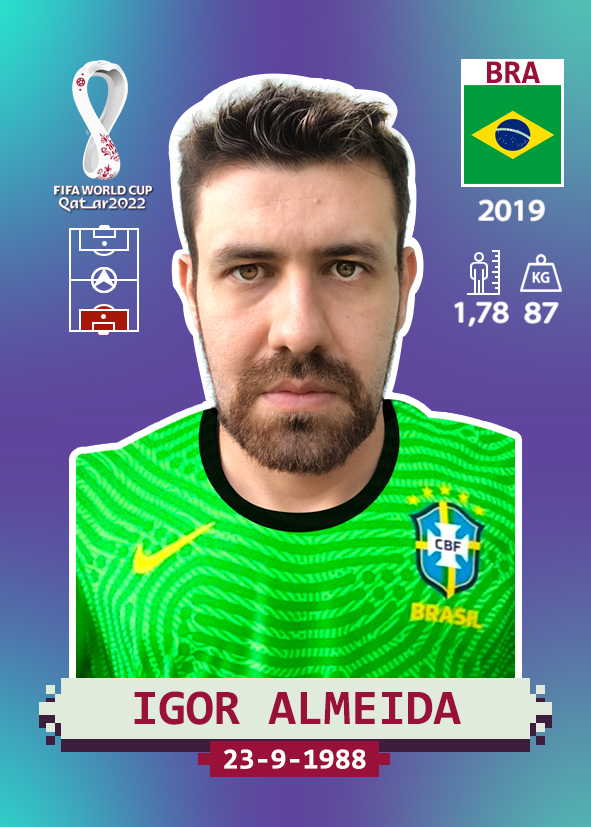 FIFA WORLD CUP
Qatar2022
BRA
2019
KG
1,78 87
CBF
BRASIL
IGOR ALMEIDA
23-9-1988